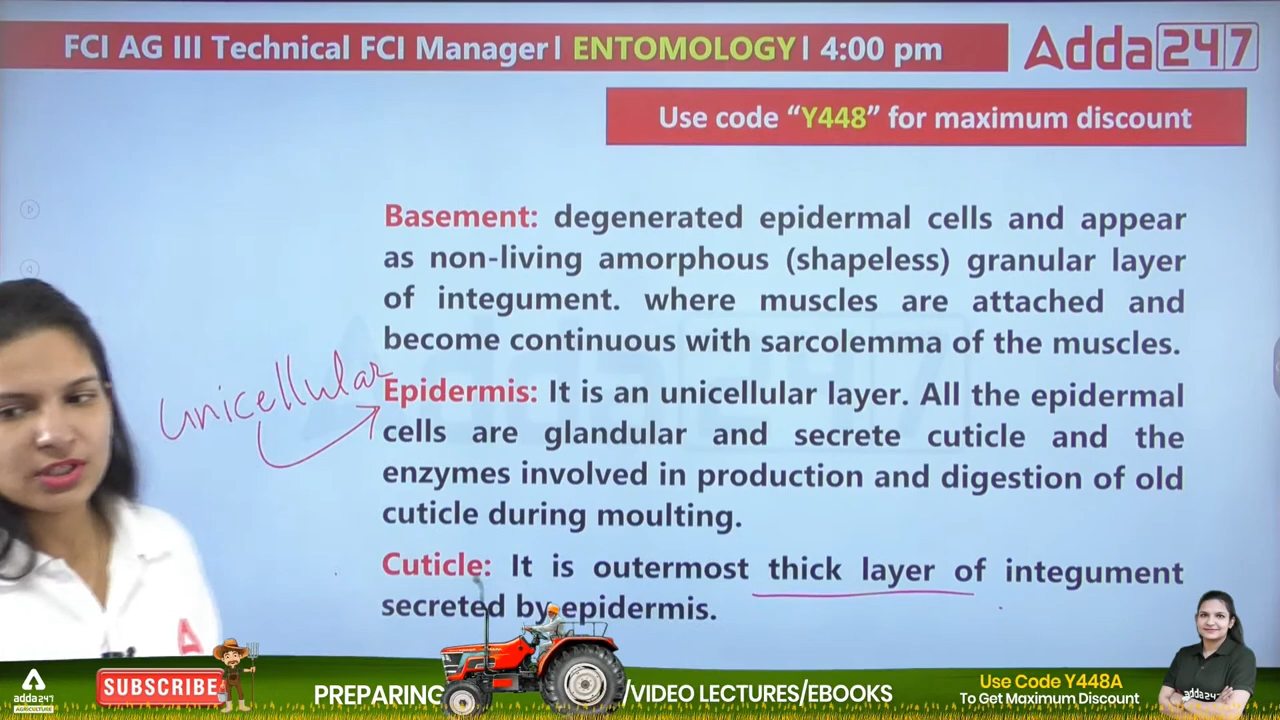 FCI AG III Technical FCI Manager| ENTOMOLOGY| 4:00 pm
Adda247
Use code “Y448” for maximum discount
Basement: degenerated epidermal cells and appear
as non-living amorphous (shapeless) granular layer
of integument. where muscles are attached and
become continuous with sarcolemma of the muscles.
unicellular
Epidermis: It is an unicellular layer. All the epidermal
cells are glandular and secrete cuticle and the
enzymes involved in production and digestion of old
cuticle during moulting.
Cuticle: It is outermost thick layer of integument
secreted by epidermis.
A
adda247
AGRICULTURE
SUBSCRIBE
PREPARING
/VIDEO LECTURES/EBOOKS
Use Code Y448A
To Get Maximum Discount
adda247